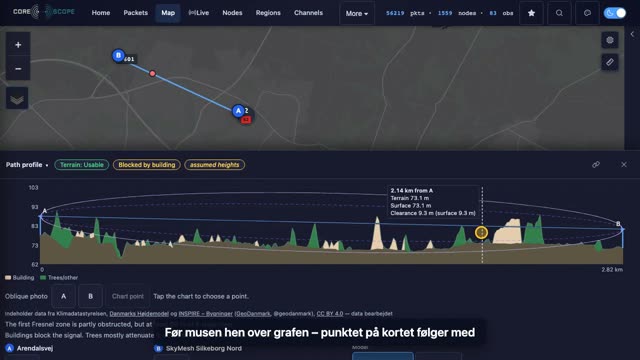 CORE SCOPE
Home Packets Map Live Nodes Regions Channels More 56219 pkts · 1559 nodes · 83 obs
B
A
Path profile Terrain: Usable Blocked by building assumed heights
103
93
83
73
62
A
B
2.14 km from A
Terrain 73.1 m
Surface 73.1 m
Clearance 9.3 m (surface 9.3 m)
0 2.82 km
Buildings Trees/other
Oblique photo A B Chart point Tap the chart to choose a point.
Indeholder data fra Klimadatastyrelsen, Danmarks Højdemodel og INSPIRE – Bygninger (GeoDanmark, @geodanmark), CC BY 4.0 — data bearbejdet
The first Fresnel zone is partly obstructed, but at
Buildings block the signal. Trees mostly attenuate
Før musen hen over grafen – punktet på kortet følger med
A Arendalsvej B SkyMesh Silkeborg Nord Model